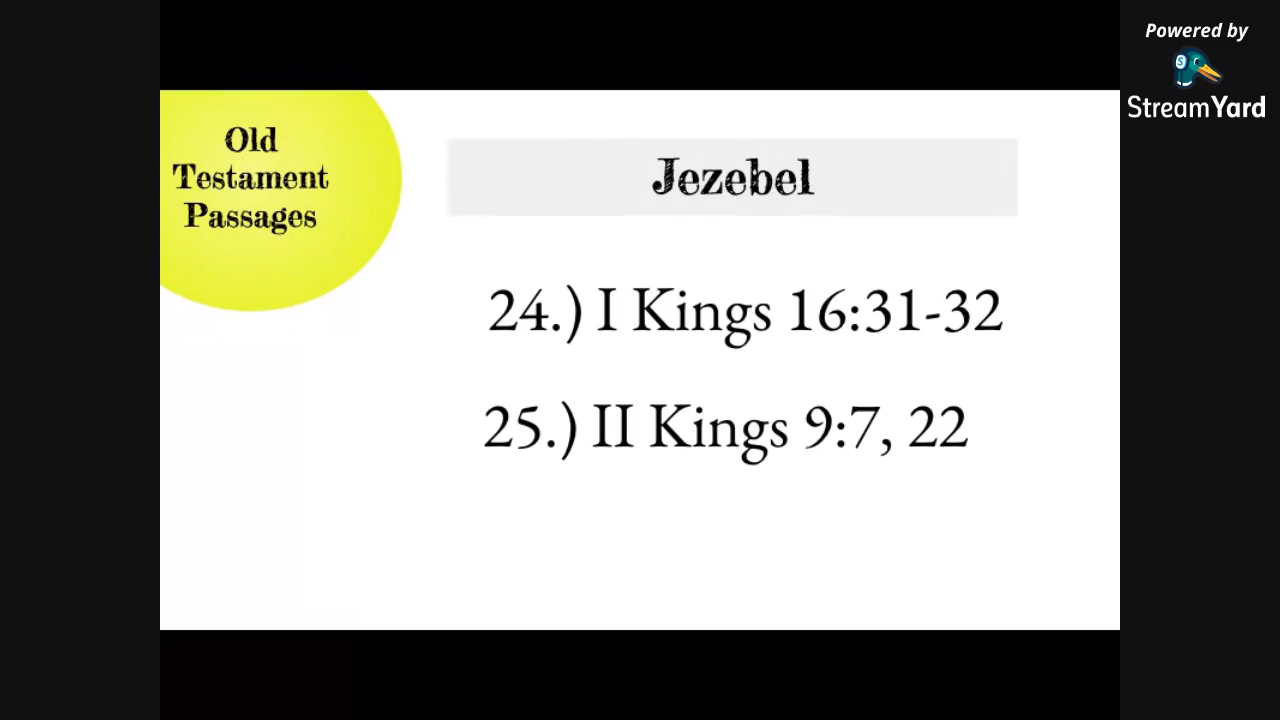 Powered by
StreamYard
Old
Testament
Passages
Jezebel
24.) I Kings 16:31-32
25.) II Kings 9:7, 22